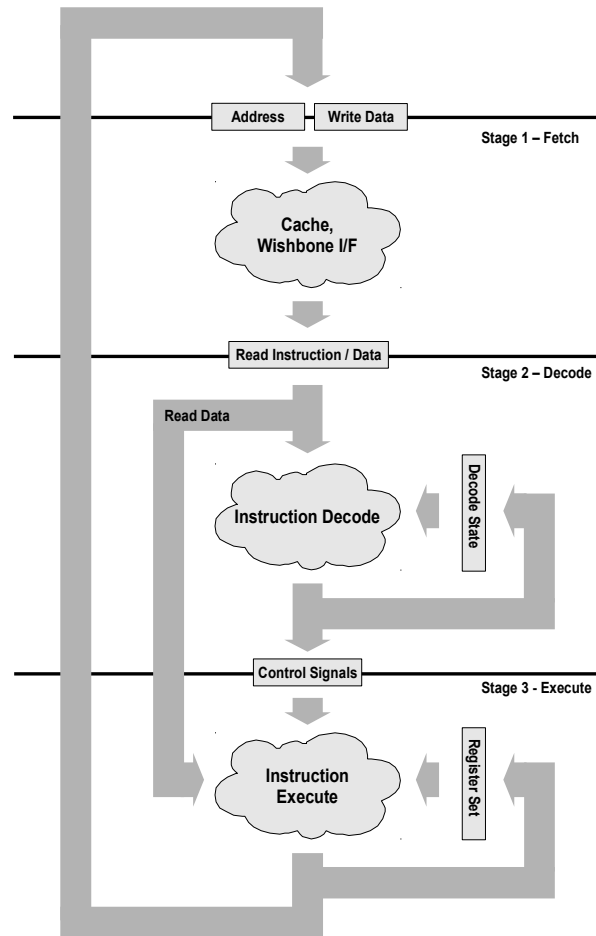 Address
Write Data
Stage 1 – Fetch
Cache,
Wishbone I/F
Read Instruction / Data
Stage 2 – Decode
Read Data
Instruction Decode
Decode State
Control Signals
Stage 3 - Execute
Instruction
Execute
Register Set